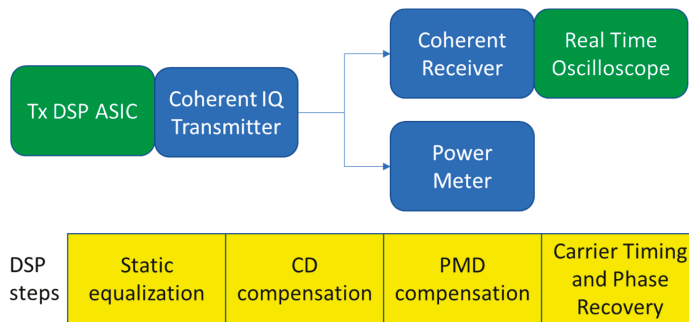 Coherent
Receiver
Real Time
Oscilloscope
Tx DSP ASIC
Coherent IQ
Transmitter
Power
Meter
DSP
steps
Static
equalization
CD
compensation
PMD
compensation
Carrier Timing
and Phase
Recovery